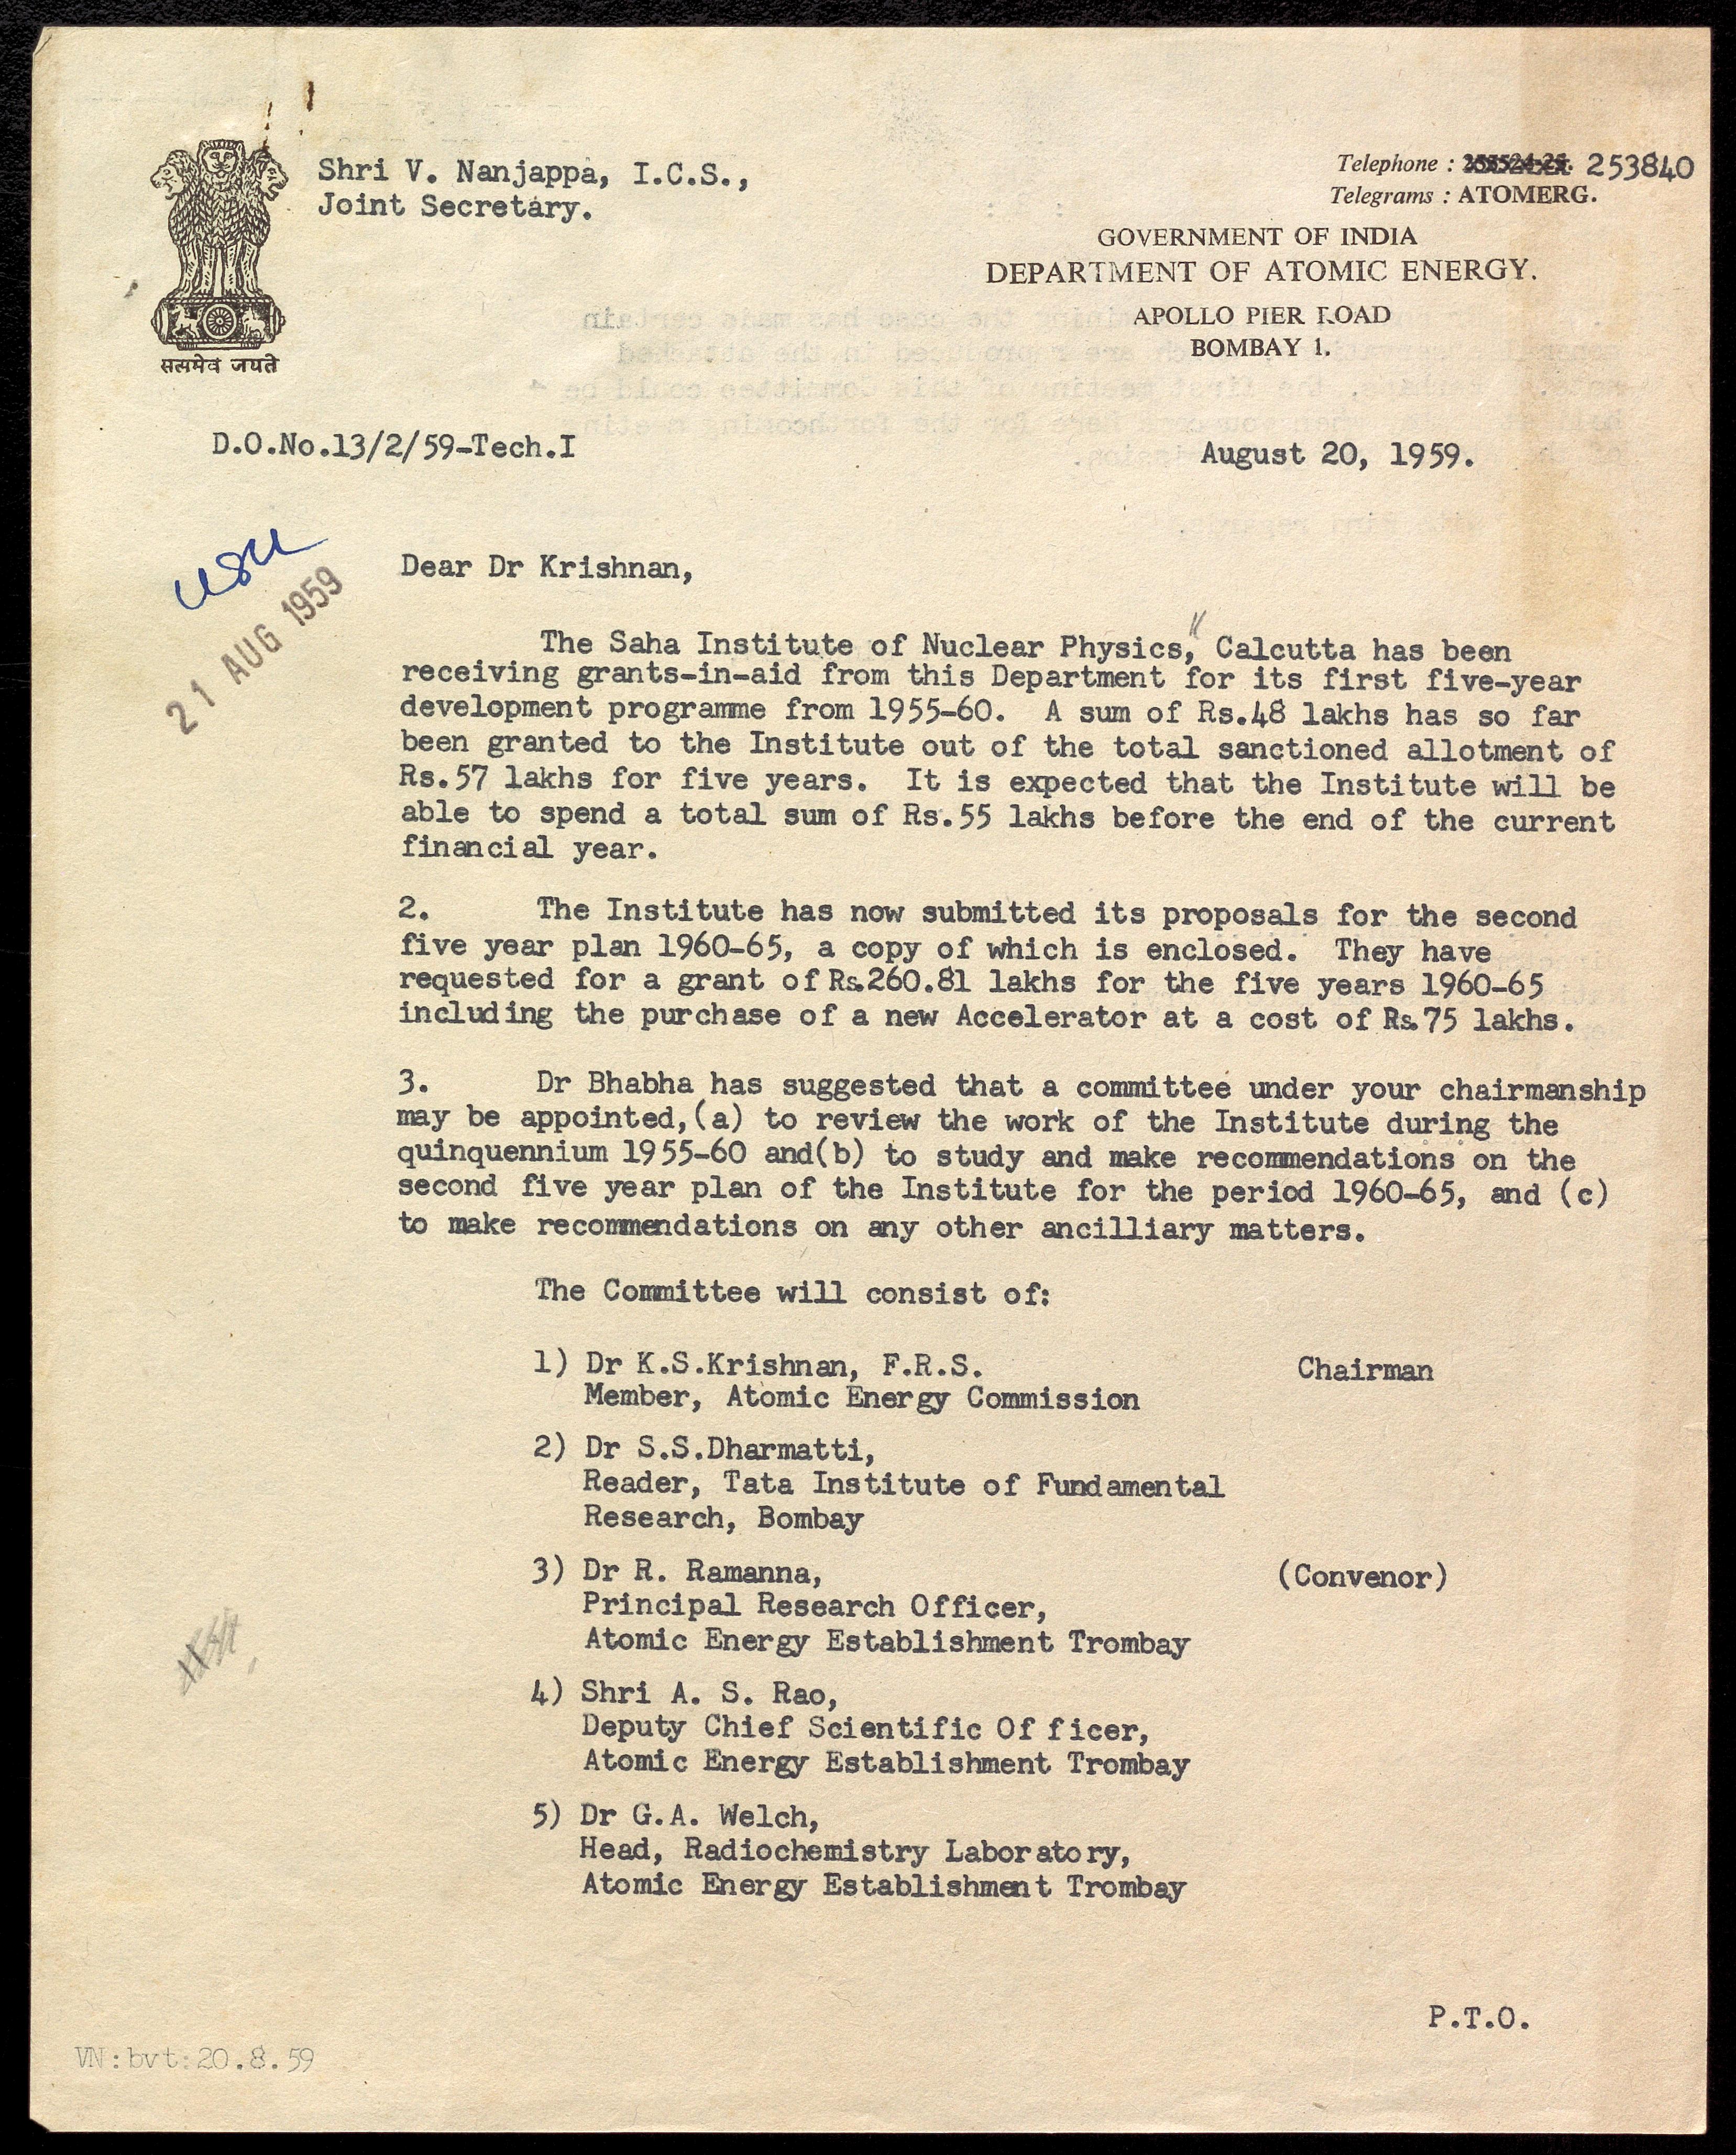 Shri V. Nanjappa, I.C.S.,
Joint Secretary.
Telephone : 253840
Telegrams : ATOMERG.
GOVERNMENT OF INDIA
DEPARTMENT OF ATOMIC ENERGY.
APOLLO PIER ROAD
BOMBAY 1.
सत्यमेव जयते
D.O.No.13/2/59-Tech.I
August 20, 1959.
21 AUG 1959
Dear Dr Krishnan,
The Saha Institute of Nuclear Physics, Calcutta has been
receiving grants-in-aid from this Department for its first five-year
development programme from 1955-60. A sum of Rs.48 lakhs has so far
been granted to the Institute out of the total sanctioned allotment of
Rs.57 lakhs for five years. It is expected that the Institute will be
able to spend a total sum of Rs.55 lakhs before the end of the current
financial year.
2. The Institute has now submitted its proposals for the second
five year plan 1960-65, a copy of which is enclosed. They have
requested for a grant of Rs.260.81 lakhs for the five years 1960-65
including the purchase of a new Accelerator at a cost of Rs.75 lakhs.
3. Dr Bhabha has suggested that a committee under your chairmanship
may be appointed,(a) to review the work of the Institute during the
quinquennium 1955-60 and(b) to study and make recommendations on the
second five year plan of the Institute for the period 1960-65, and (c)
to make recommendations on any other ancilliary matters.
The Committee will consist of:
1) Dr K.S.Krishnan, F.R.S. Chairman
Member, Atomic Energy Commission
2) Dr S.S.Dharmatti,
Reader, Tata Institute of Fundamental
Research, Bombay
3) Dr R. Ramanna, (Convenor)
Principal Research Officer,
Atomic Energy Establishment Trombay
4) Shri A. S. Rao,
Deputy Chief Scientific Officer,
Atomic Energy Establishment Trombay
5) Dr G.A. Welch,
Head, Radiochemistry Laboratory,
Atomic Energy Establishment Trombay
P.T.O.
VN:bvt:20.8.59